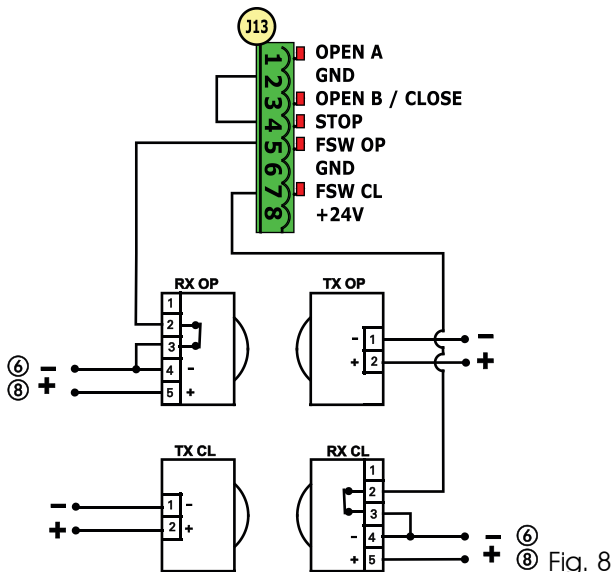 J13
1 OPEN A
2 GND
3 OPEN B / CLOSE
4 STOP
5 FSW OP
6 GND
7 FSW CL
8 +24V
RX OP
1
2
3
4 -
5 +
⑥ -
⑧ +
TX OP
- 1
+ 2
-
+
TX CL
1 -
2 +
-
+
RX CL
1
2
3
- 4
+ 5
- ⑥
+ ⑧
Fig. 8